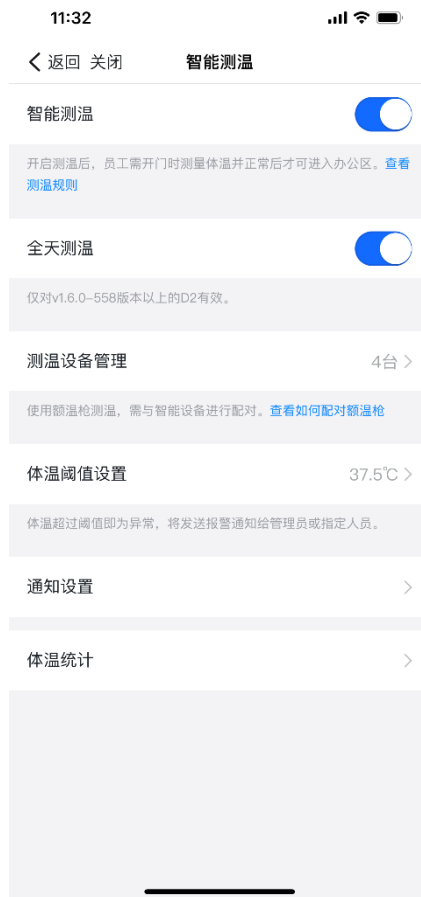 11:32
返回 关闭 智能测温
智能测温
开启测温后，员工需开门时测量体温并正常后才可进入办公区。查看
测温规则
全天测温
仅对v1.6.0–558版本以上的D2有效。
测温设备管理 4台
使用额温枪测温，需与智能设备进行配对。查看如何配对额温枪
体温阈值设置 37.5℃
体温超过阈值即为异常，将发送报警通知给管理员或指定人员。
通知设置
体温统计